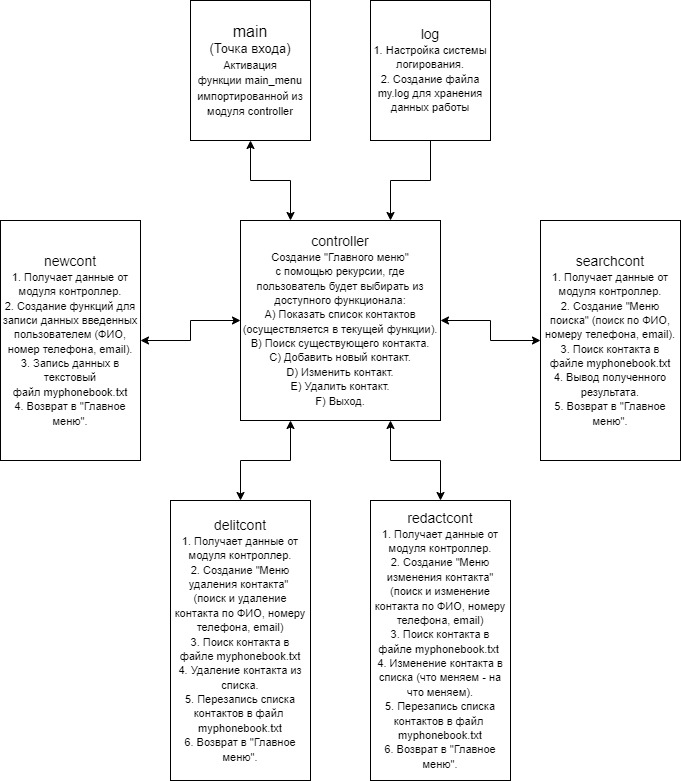 main
(Точка входа)
Активация
функции main_menu
импортированной из
модуля controller
log
1. Настройка системы
логирования.
2. Создание файла
my.log для хранения
данных работы
newcont
1. Получает данные от
модуля контроллер.
2. Создание функций для
записи данных введенных
пользователем (ФИО,
номер телефона, email).
3. Запись данных в
текстовый
файл myphonebook.txt
4. Возврат в "Главное
меню".
controller
Создание "Главного меню"
с помощью рекурсии, где
пользователь будет выбирать из
доступного функционала:
A) Показать список контактов
(осуществляется в текущей функции).
B) Поиск существующего контакта.
C) Добавить новый контакт.
D) Изменить контакт.
E) Удалить контакт.
F) Выход.
searchcont
1. Получает данные от
модуля контроллер.
2. Создание "Меню
поиска" (поиск по ФИО,
номеру телефона, email).
3. Поиск контакта в
файле myphonebook.txt
4. Вывод полученного
результата.
5. Возврат в "Главное
меню".
delitcont
1. Получает данные от
модуля контроллер.
2. Создание "Меню
удаления контакта"
(поиск и удаление
контакта по ФИО, номеру
телефона, email)
3. Поиск контакта в
файле myphonebook.txt
4. Удаление контакта из
списка.
5. Перезапись списка
контактов в файл
myphonebook.txt
6. Возврат в "Главное
меню".
redactcont
1. Получает данные от
модуля контроллер.
2. Создание "Меню
изменения контакта"
(поиск и изменение
контакта по ФИО, номеру
телефона, email)
3. Поиск контакта в
файле myphonebook.txt
4. Изменение контакта в
списка (что меняем - на
что меняем).
5. Перезапись списка
контактов в файл
myphonebook.txt
6. Возврат в "Главное
меню".